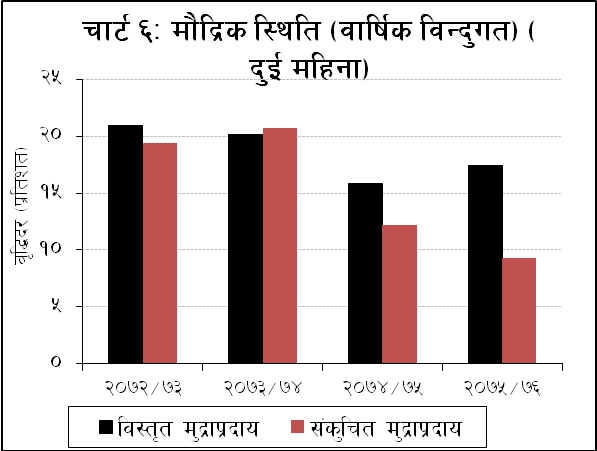 चार्ट ६: मौद्रिक स्थिति (वार्षिक विन्दुगत) (
दुई महिना)
२५
२०
१५
१०
५
०
वृद्धिदर (प्रतिशत)
२०७२/७३ २०७३/७४ २०७४/७५ २०७५/७६
विस्तृत मुद्राप्रदाय संकुचित मुद्राप्रदाय